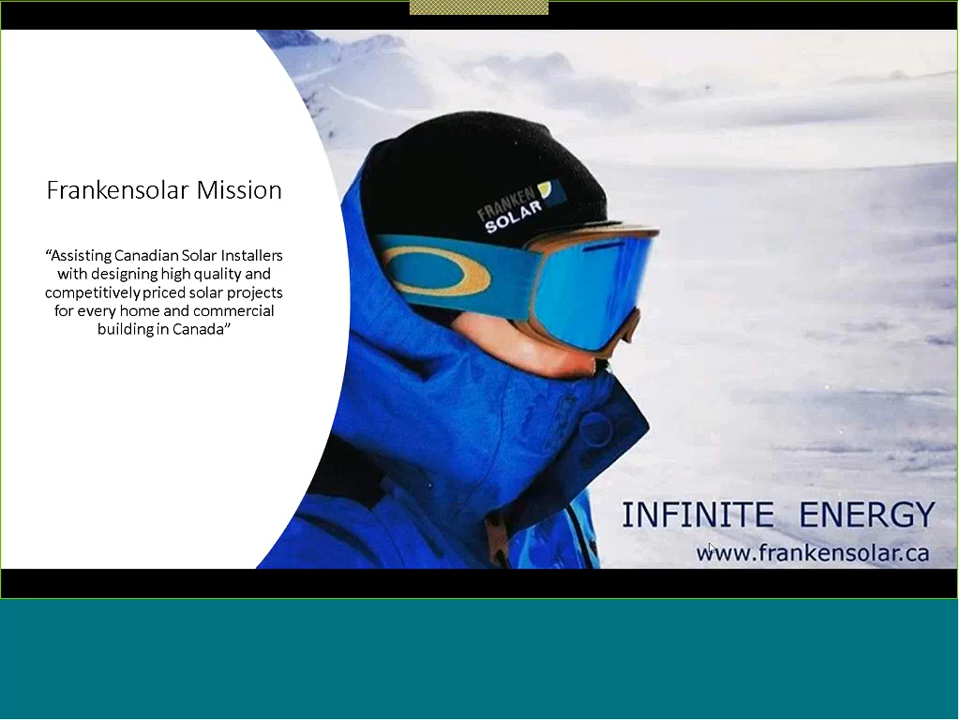 Frankensolar Mission
“Assisting Canadian Solar Installers
with designing high quality and
competitively priced solar projects
for every home and commercial
building in Canada”
FRANKEN
SOLAR
INFINITE ENERGY
www.frankensolar.ca